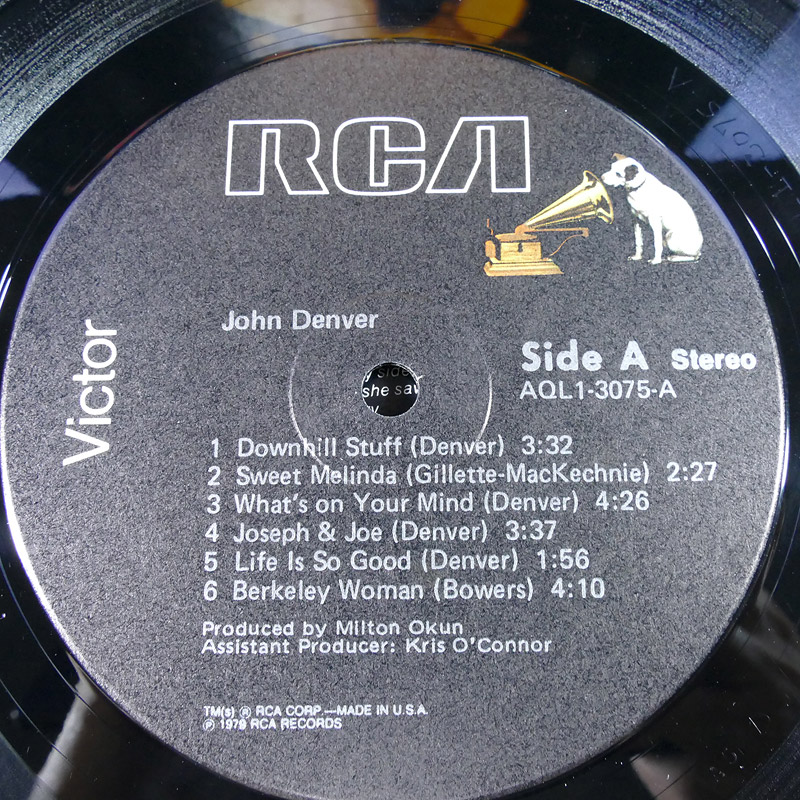 RCA
John Denver
Victor
Side A Stereo
AQL1-3075-A
she saw
1 Downhill Stuff (Denver) 3:32
2 Sweet Melinda (Gillette-MacKechnie) 2:27
3 What's on Your Mind (Denver) 4:26
4 Joseph & Joe (Denver) 3:37
5 Life Is So Good (Denver) 1:56
6 Berkeley Woman (Bowers) 4:10
Produced by Milton Okun
Assistant Producer: Kris O'Connor
TM(s) ® RCA CORP.—MADE IN U.S.A.
℗ 1979 RCA RECORDS